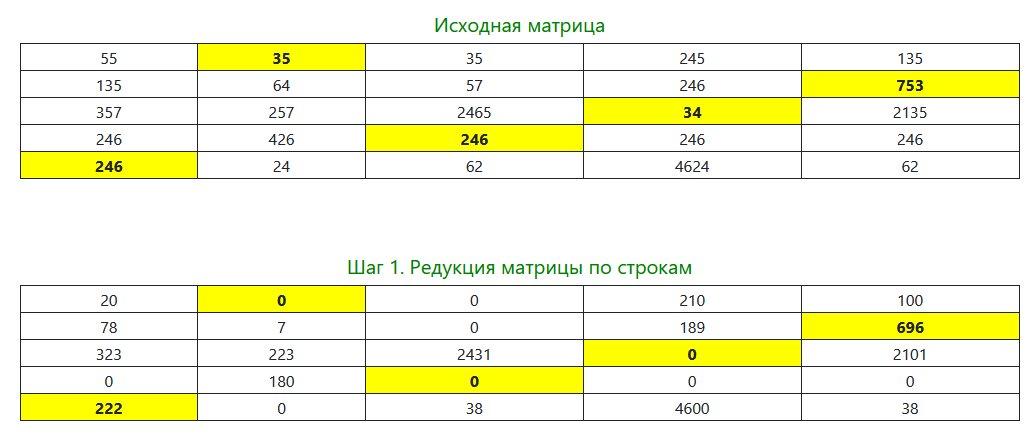 Исходная матрица
55 35 35 245 135
135 64 57 246 753
357 257 2465 34 2135
246 426 246 246 246
246 24 62 4624 62
Шаг 1. Редукция матрицы по строкам
20 0 0 210 100
78 7 0 189 696
323 223 2431 0 2101
0 180 0 0 0
222 0 38 4600 38